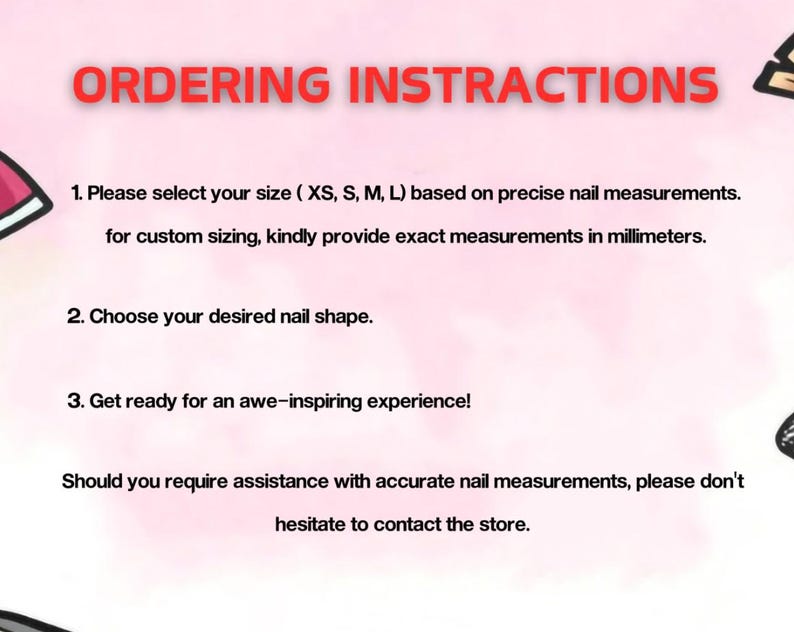 ORDERING INSTRACTIONS
1. Please select your size ( XS, S, M, L) based on precise nail measurements.
for custom sizing, kindly provide exact measurements in millimeters.
2. Choose your desired nail shape.
3. Get ready for an awe-inspiring experience!
Should you require assistance with accurate nail measurements, please don't
hesitate to contact the store.